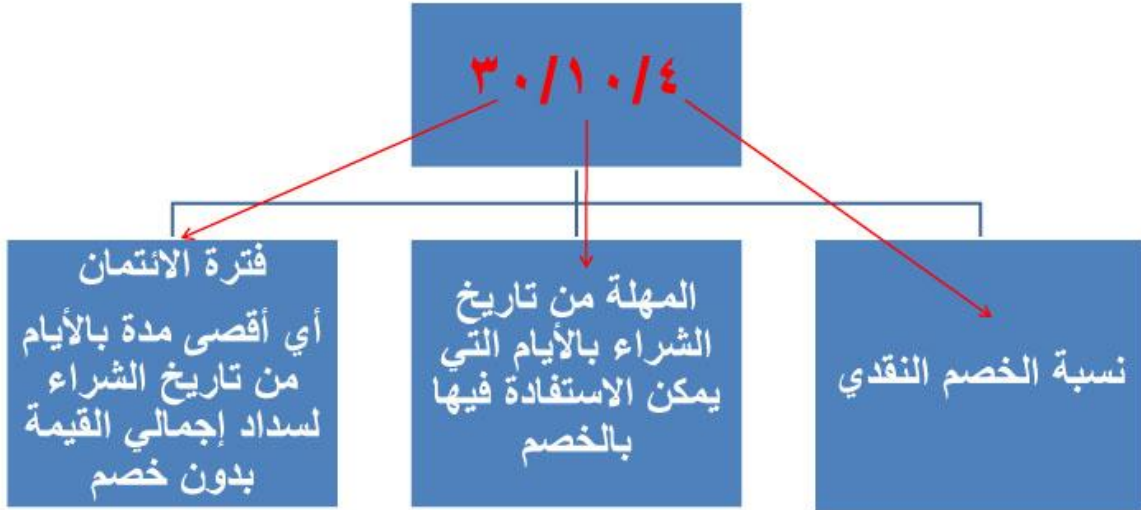 ٣٠/١٠/٤
نسبة الخصم النقدي
المهلة من تاريخ
الشراء بالأيام التي
يمكن الاستفادة فيها
بالخصم
فترة الائتمان
أي أقصى مدة بالأيام
من تاريخ الشراء
لسداد إجمالي القيمة
بدون خصم